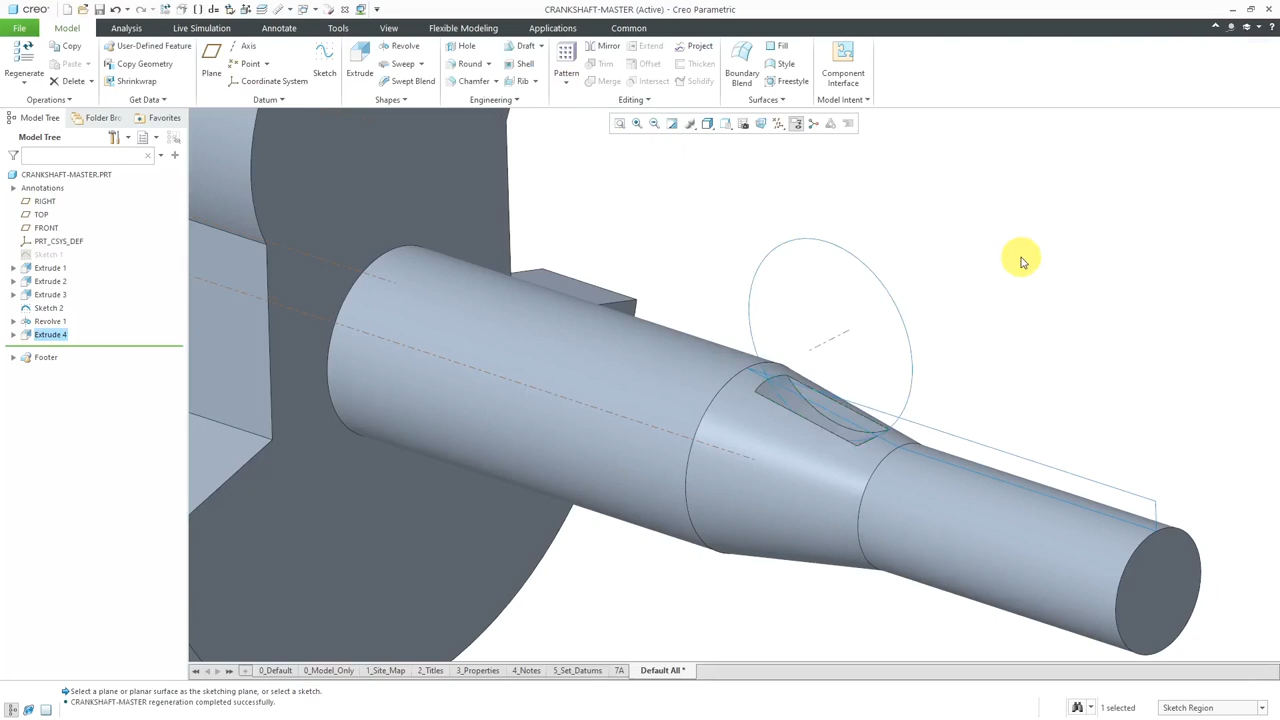 creo
CRANKSHAFT-MASTER (Active) - Creo Parametric
File Model Analysis Live Simulation Annotate Tools View Flexible Modeling Applications Common
Regenerate
Copy
Paste
Delete
Operations
User-Defined Feature
Copy Geometry
Shrinkwrap
Get Data
Plane
Axis
Point
Coordinate System
Sketch
Datum
Extrude
Revolve
Sweep
Swept Blend
Shapes
Hole Draft
Round Shell
Chamfer Rib
Engineering
Pattern
Mirror Extend Project
Trim Offset Thicken
Merge Intersect Solidify
Editing
Boundary Blend
Fill
Style
Freestyle
Surfaces
Component Interface
Model Intent
Model Tree Folder Bro Favorites
Model Tree
CRANKSHAFT-MASTER.PRT
Annotations
RIGHT
TOP
FRONT
PRT_CSYS_DEF
Sketch 1
Extrude 1
Extrude 2
Extrude 3
Sketch 2
Revolve 1
Extrude 4
Footer
0_Default 0_Model_Only 1_Site_Map 2_Titles 3_Properties 4_Notes 5_Set_Datums 7A Default All *
Select a plane or planar surface as the sketching plane, or select a sketch.
• CRANKSHAFT-MASTER regeneration completed successfully.
1 selected
Sketch Region